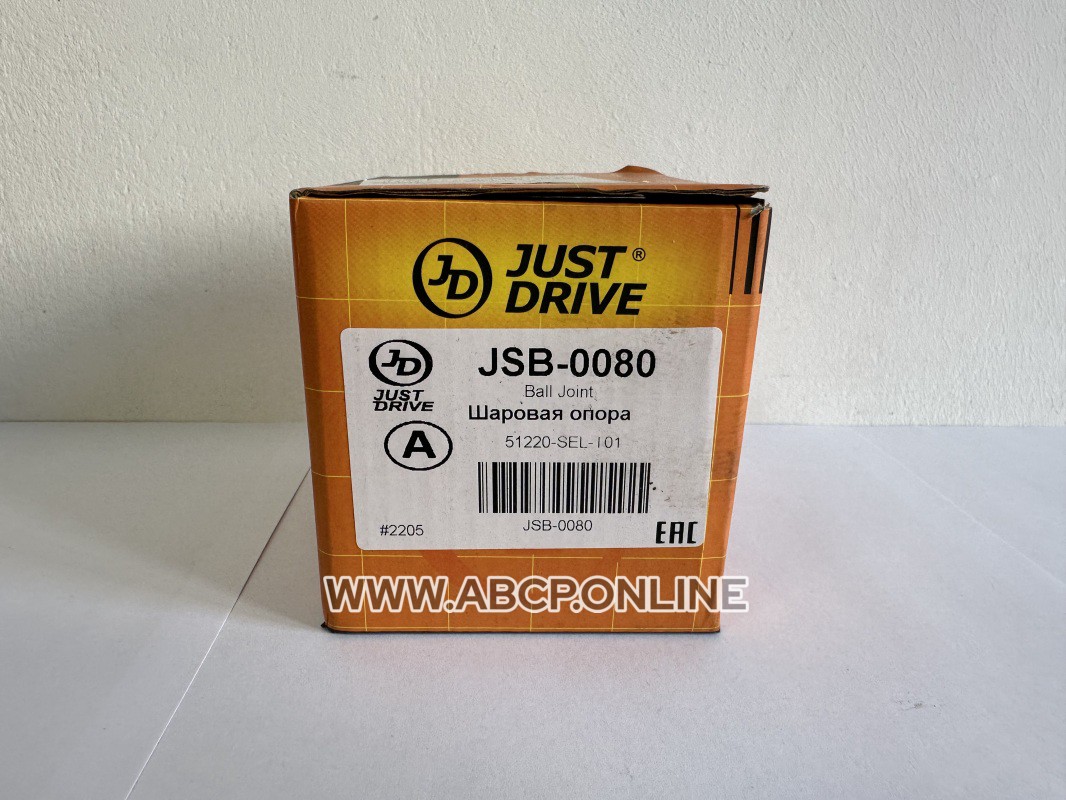 JD JUST ®
DRIVE
JD
JUST
DRIVE
A
JSB-0080
Ball Joint
Шаровая опора
51220-SEL-T01
JSB-0080
#2205
EAC
WWW.ABCP.ONLINE